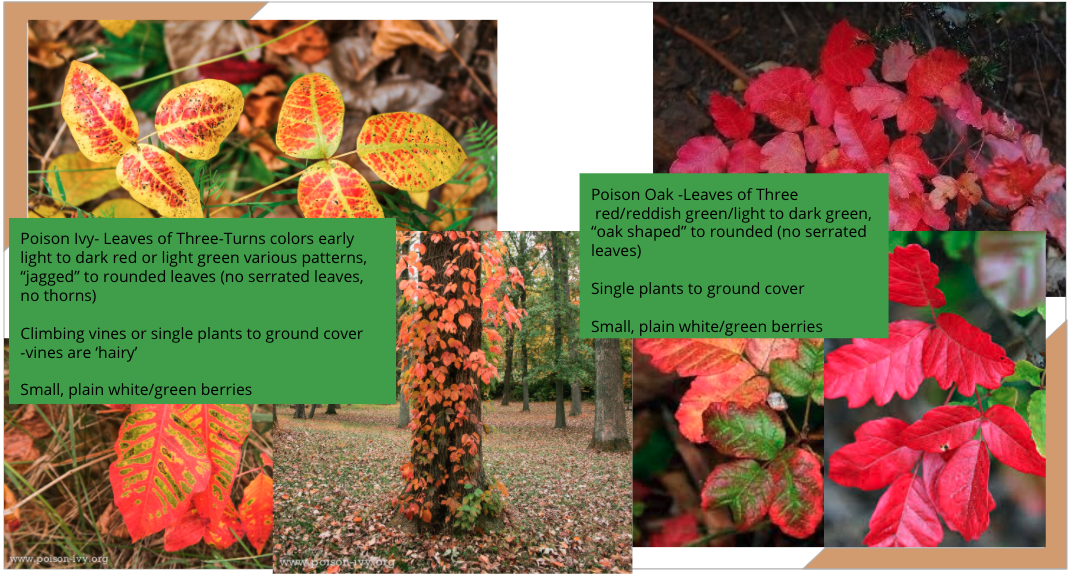 Poison Ivy- Leaves of Three-Turns colors early
light to dark red or light green various patterns,
“jagged” to rounded leaves (no serrated leaves,
no thorns)
Climbing vines or single plants to ground cover
-vines are ‘hairy’
Small, plain white/green berries
Poison Oak -Leaves of Three
red/reddish green/light to dark green,
“oak shaped” to rounded (no serrated
leaves)
Single plants to ground cover
Small, plain white/green berries
www.poison-ivy.org
www.poison-ivy.org